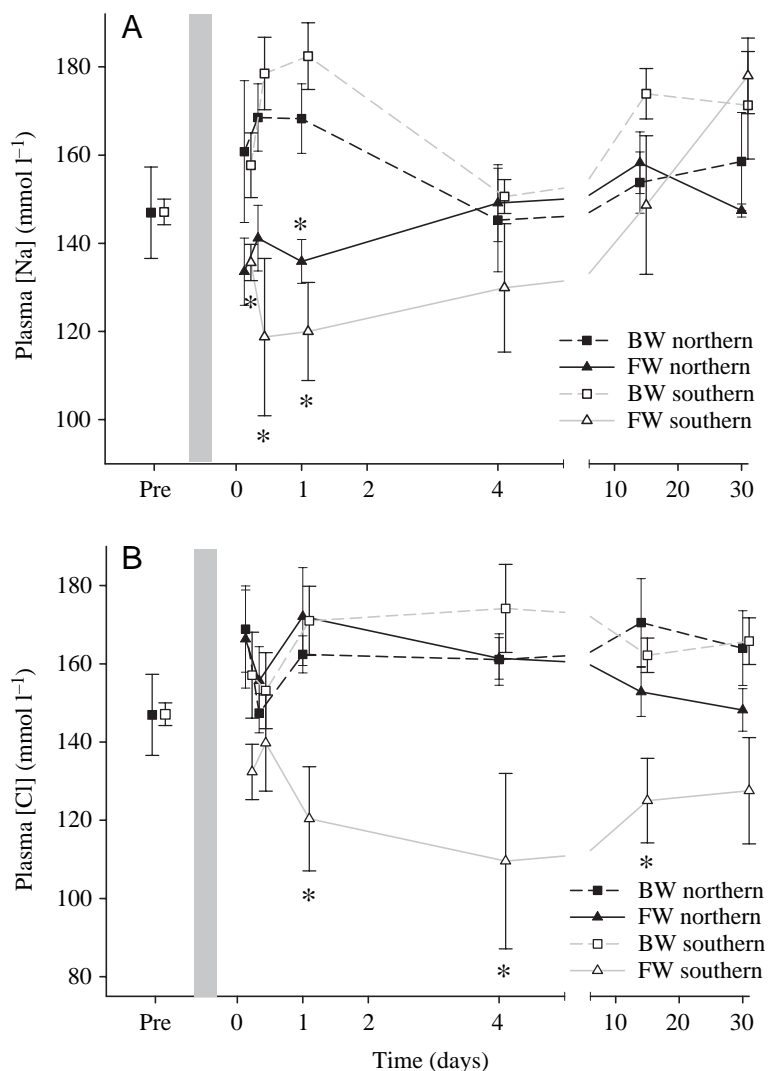 A
180
160
140
120
100
Plasma [Na] (mmol l–1)
*
*
*
*
BW northern
FW northern
BW southern
FW southern
Pre 0 1 2 4 10 20 30
B
180
160
140
120
100
80
Plasma [Cl] (mmol l–1)
*
*
*
BW northern
FW northern
BW southern
FW southern
Pre 0 1 2 4 10 20 30
Time (days)